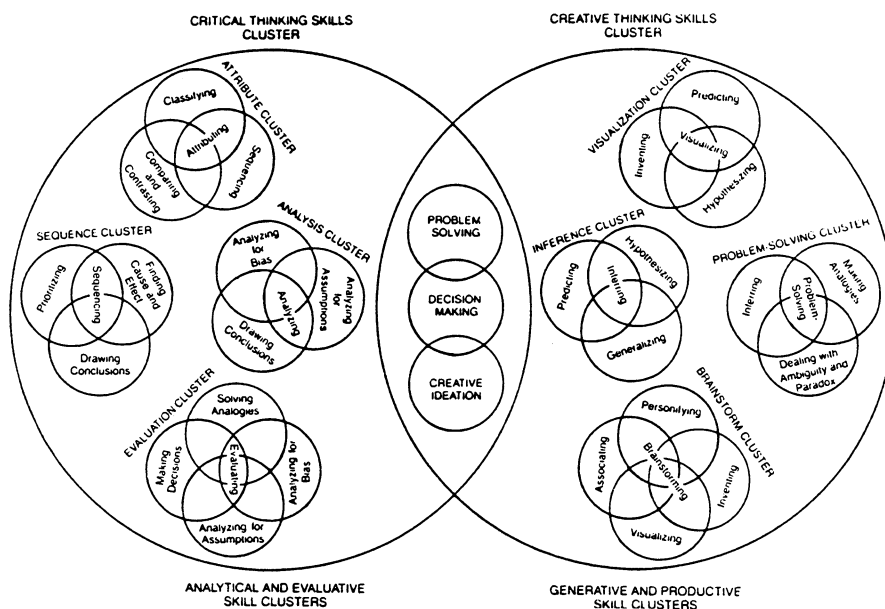 CRITICAL THINKING SKILLS
CLUSTER
CREATIVE THINKING SKILLS
CLUSTER
ATTRIBUTE CLUSTER
Classifying
Attributing
Comparing
and
Contrasting
Sequencing
SEQUENCE CLUSTER
Prioritizing
Sequencing
Finding
Cause and
Effect
Drawing
Conclusions
ANALYSIS CLUSTER
Analyzing
for
Bias
Analyzing
Analyzing
for
Assumptions
Drawing
Conclusions
EVALUATION CLUSTER
Solving
Analogies
Making
Decisions
Evaluating
Analyzing for
Bias
Analyzing for
Assumptions
PROBLEM
SOLVING
DECISION
MAKING
CREATIVE
IDEATION
VISUALIZATION CLUSTER
Predicting
Visualizing
Inventing
Hypothesizing
INFERENCE CLUSTER
Predicting
Inferring
Hypothesizing
Generalizing
PROBLEM-SOLVING CLUSTER
Inferring
Problem-
Solving
Making
Analogies
Dealing with
Ambiguity and
Paradox
BRAINSTORM CLUSTER
Personifying
Associating
Brainstorming
Inventing
Visualizing
ANALYTICAL AND EVALUATIVE
SKILL CLUSTERS
GENERATIVE AND PRODUCTIVE
SKILL CLUSTERS